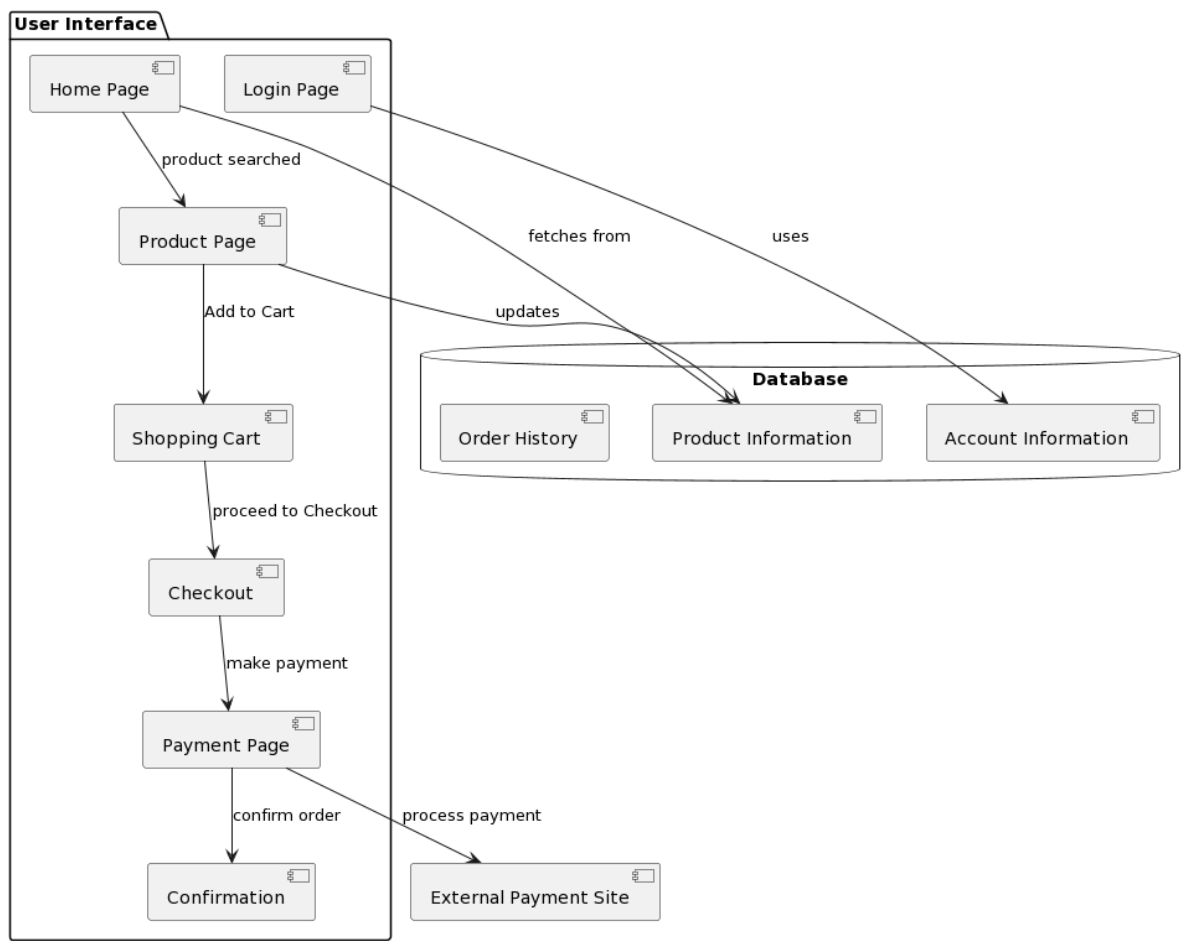 User Interface
Home Page
Login Page
product searched
Product Page
fetches from
uses
Add to Cart
updates
Database
Shopping Cart
Order History
Product Information
Account Information
proceed to Checkout
Checkout
make payment
Payment Page
confirm order
process payment
Confirmation
External Payment Site